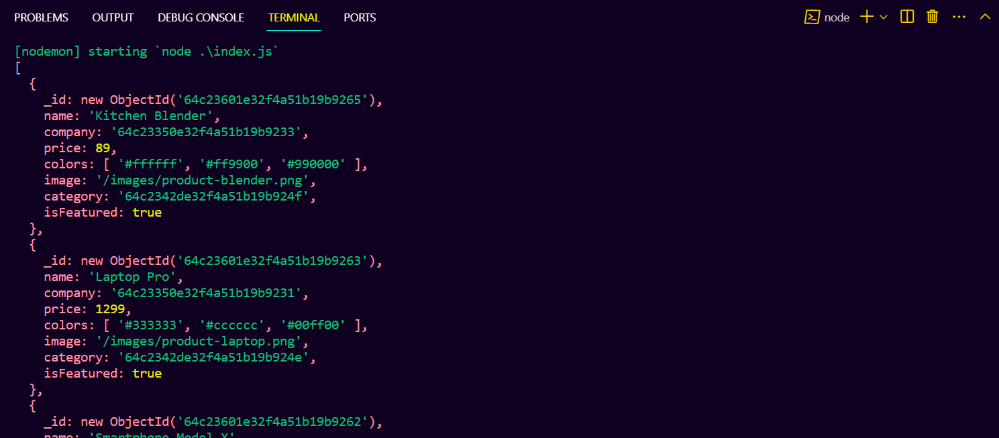 PROBLEMS OUTPUT DEBUG CONSOLE TERMINAL PORTS node
[nodemon] starting `node .\index.js`
[
  {
    _id: new ObjectId('64c23601e32f4a51b19b9265'),
    name: 'Kitchen Blender',
    company: '64c23350e32f4a51b19b9233',
    price: 89,
    colors: [ '#ffffff', '#ff9900', '#990000' ],
    image: '/images/product-blender.png',
    category: '64c2342de32f4a51b19b924f',
    isFeatured: true
  },
  {
    _id: new ObjectId('64c23601e32f4a51b19b9263'),
    name: 'Laptop Pro',
    company: '64c23350e32f4a51b19b9231',
    price: 1299,
    colors: [ '#333333', '#cccccc', '#00ff00' ],
    image: '/images/product-laptop.png',
    category: '64c2342de32f4a51b19b924e',
    isFeatured: true
  },
  {
    _id: new ObjectId('64c23601e32f4a51b19b9262'),
    name: 'Smartphone Model X'